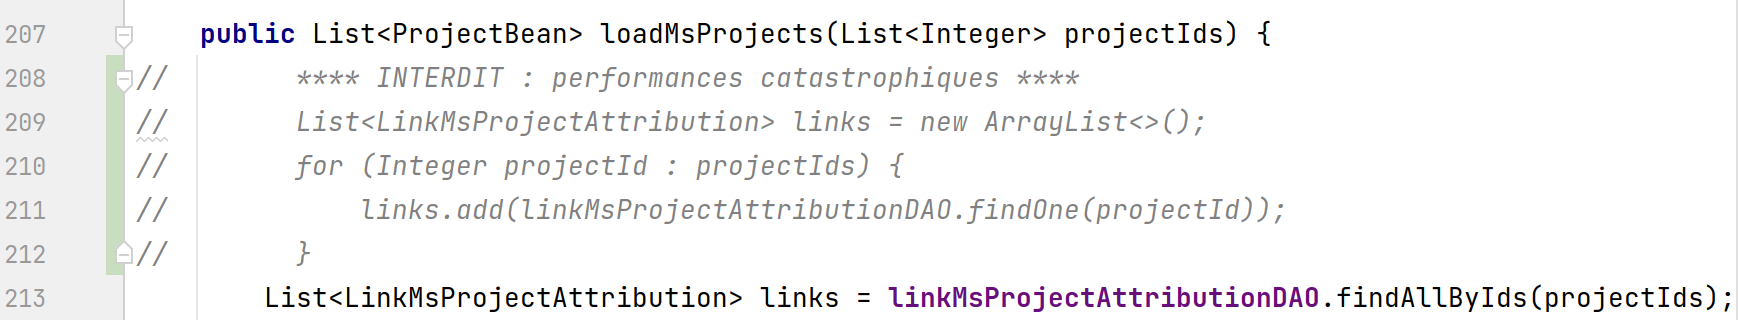 207 public List<ProjectBean> loadMsProjects(List<Integer> projectIds) {
208 // **** INTERDIT : performances catastrophiques ****
209 // List<LinkMsProjectAttribution> links = new ArrayList<>();
210 // for (Integer projectId : projectIds) {
211 // links.add(linkMsProjectAttributionDAO.findOne(projectId));
212 // }
213 List<LinkMsProjectAttribution> links = linkMsProjectAttributionDAO.findAllByIds(projectIds);